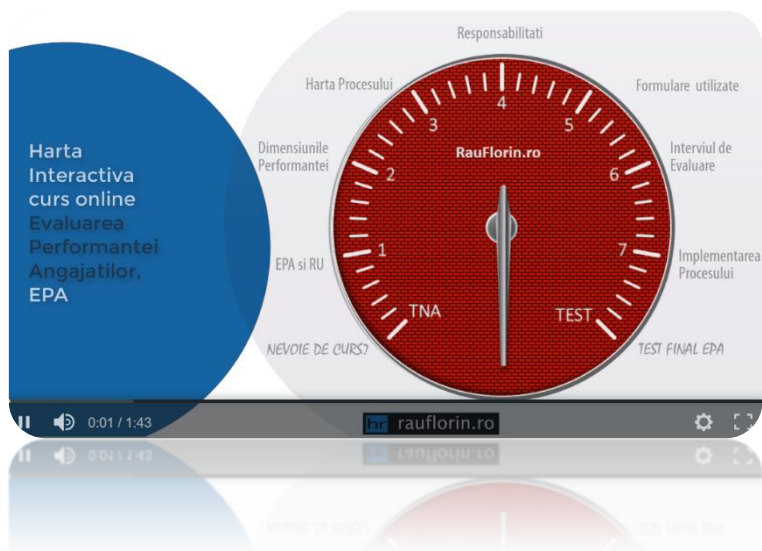 Harta
Interactiva
curs online
Evaluarea
Performantei
Angajatilor,
EPA
Responsabilitati
Harta Procesului
Formulare utilizate
Dimensiunile
Performantei
Interviul de
Evaluare
EPA si RU
Implementarea
Procesului
NEVOIE DE CURS?
TEST FINAL EPA
RauFlorin.ro
TNA
1
2
3
4
5
6
7
TEST
0:01 / 1:43
hr rauflorin.ro